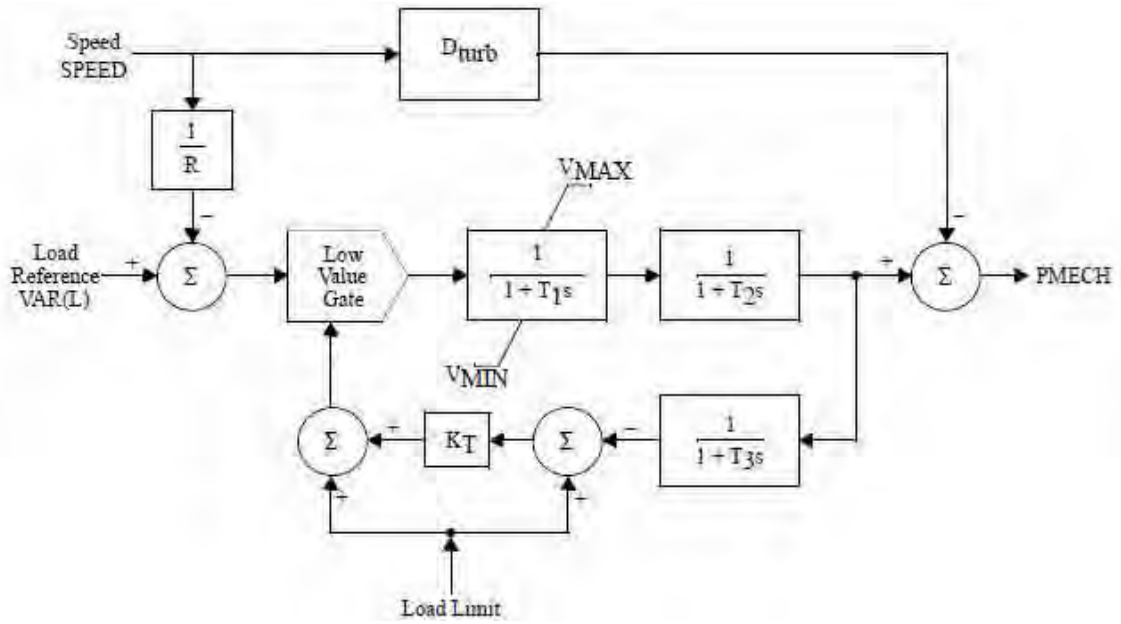 Speed
SPEED
Dturb
1
R
−
VMAX
Load
Reference
VAR(L)
+
Σ
Low
Value
Gate
1
1 + T1s
1
1 + T2s
+
−
Σ
PMECH
VMIN
Σ
+
KT
Σ
−
1
1 + T3s
+
+
Load Limit